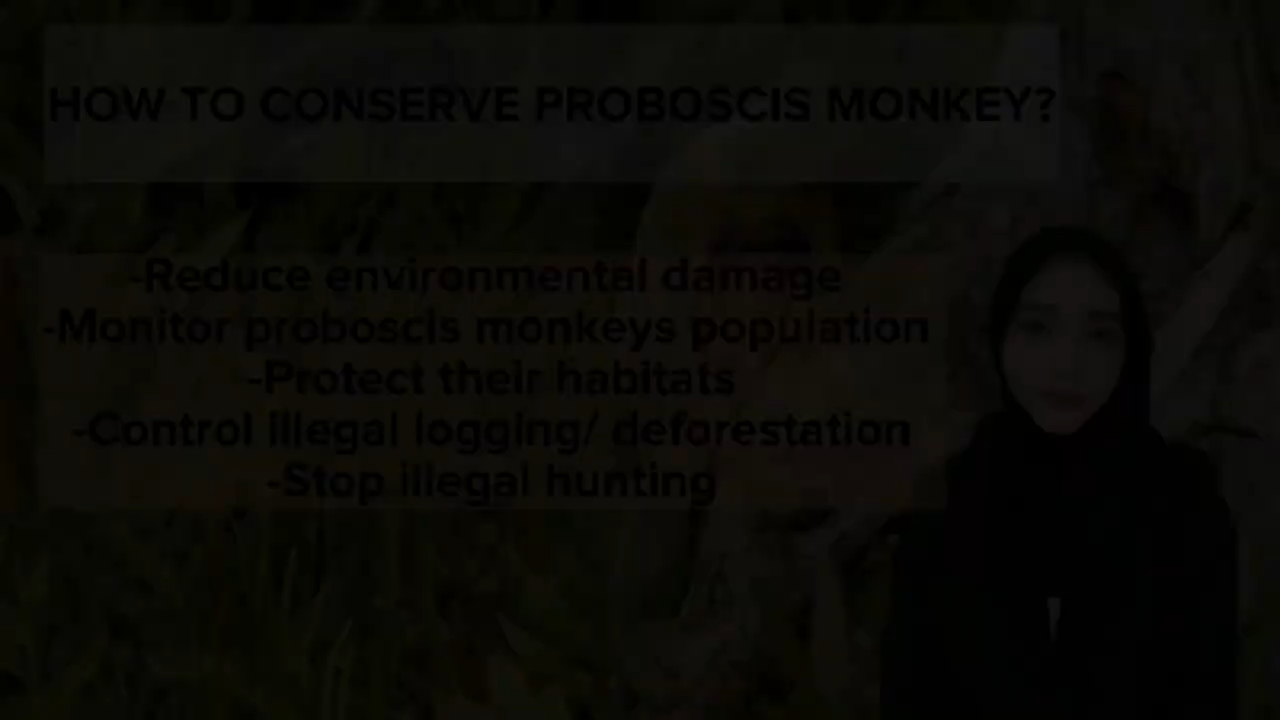 HOW TO CONSERVE PROBOSCIS MONKEY?
-Reduce environmental damage
-Monitor proboscis monkeys population
-Protect their habitats
-Control illegal logging/ deforestation
-Stop illegal hunting